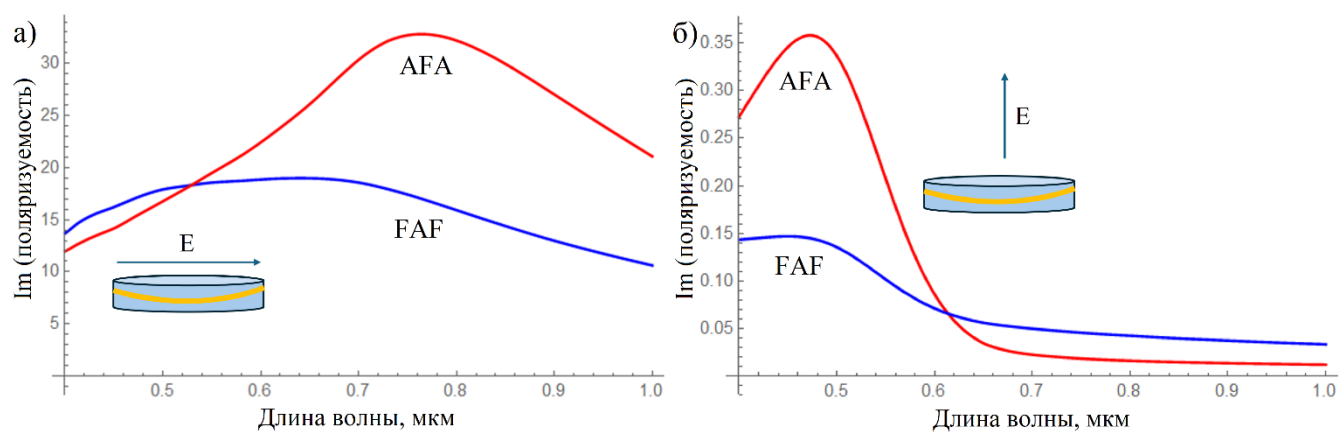 а)
Im (поляризуемость)
30
25
20
15
10
5
AFA
FAF
E
0.5 0.6 0.7 0.8 0.9 1.0
Длина волны, мкм
б)
Im (поляризуемость)
0.35
0.30
0.25
0.20
0.15
0.10
0.05
AFA
FAF
E
0.5 0.6 0.7 0.8 0.9 1.0
Длина волны, мкм